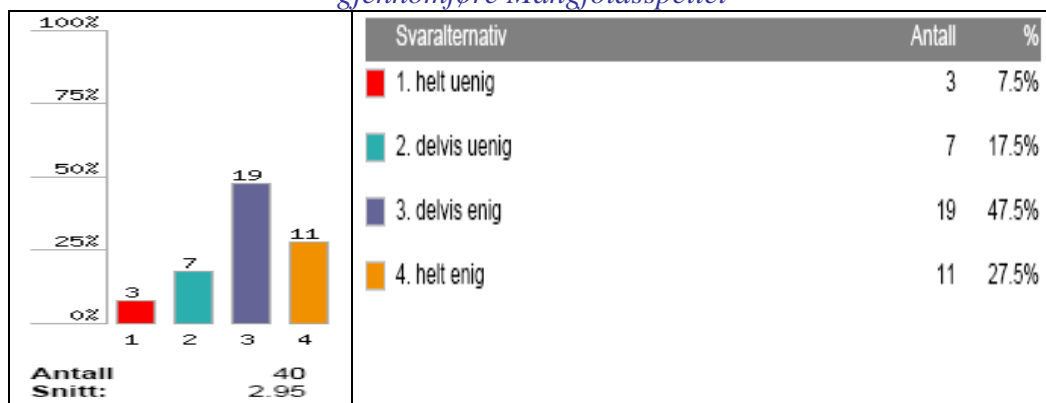 gjennomføre Mangfoldsspillet
100%
75%
50%
25%
0%
3
7
19
11
1 2 3 4
Antall 40
Snitt: 2.95
Svaralternativ Antall %
1. helt uenig 3 7.5%
2. delvis uenig 7 17.5%
3. delvis enig 19 47.5%
4. helt enig 11 27.5%